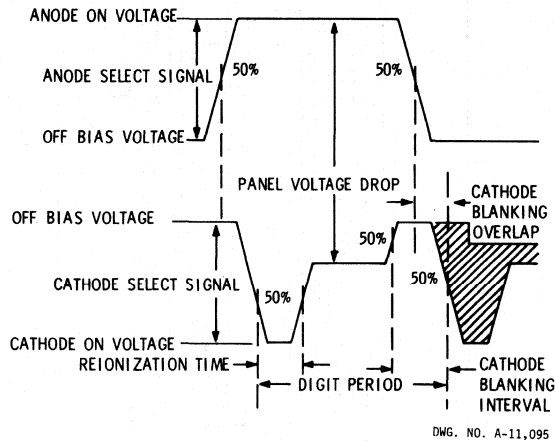 ANODE ON VOLTAGE
ANODE SELECT SIGNAL
50%
50%
OFF BIAS VOLTAGE
PANEL VOLTAGE DROP
CATHODE
BLANKING
OVERLAP
OFF BIAS VOLTAGE
50%
CATHODE SELECT SIGNAL
50%
50%
CATHODE ON VOLTAGE
REIONIZATION TIME
DIGIT PERIOD
CATHODE
BLANKING
INTERVAL
DWG. NO. A-11,095